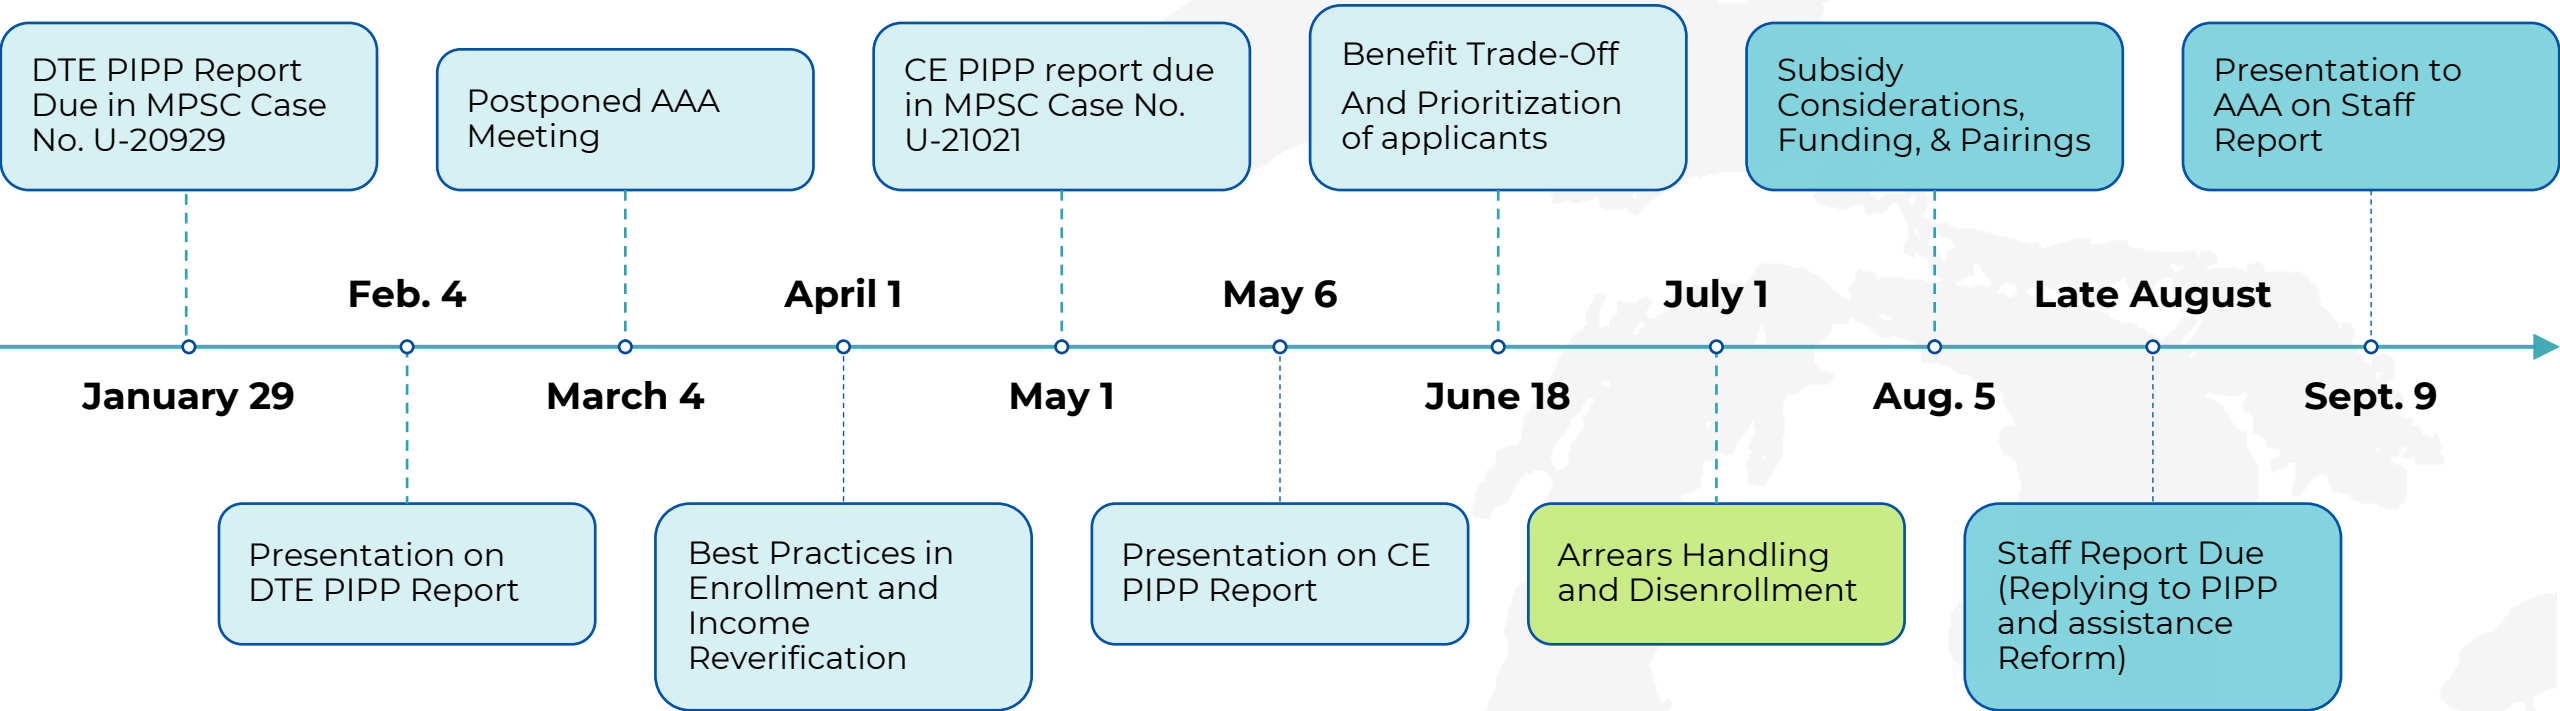 DTE PIPP Report
Due in MPSC Case
No. U-20929
Postponed AAA
Meeting
CE PIPP report due
in MPSC Case No.
U-21021
Benefit Trade-Off
And Prioritization
of applicants
Subsidy
Considerations,
Funding, & Pairings
Presentation to
AAA on Staff
Report
Feb. 4
April 1
May 6
July 1
Late August
January 29
March 4
May 1
June 18
Aug. 5
Sept. 9
Presentation on
DTE PIPP Report
Best Practices in
Enrollment and
Income
Reverification
Presentation on CE
PIPP Report
Arrears Handling
and Disenrollment
Staff Report Due
(Replying to PIPP
and assistance
Reform)